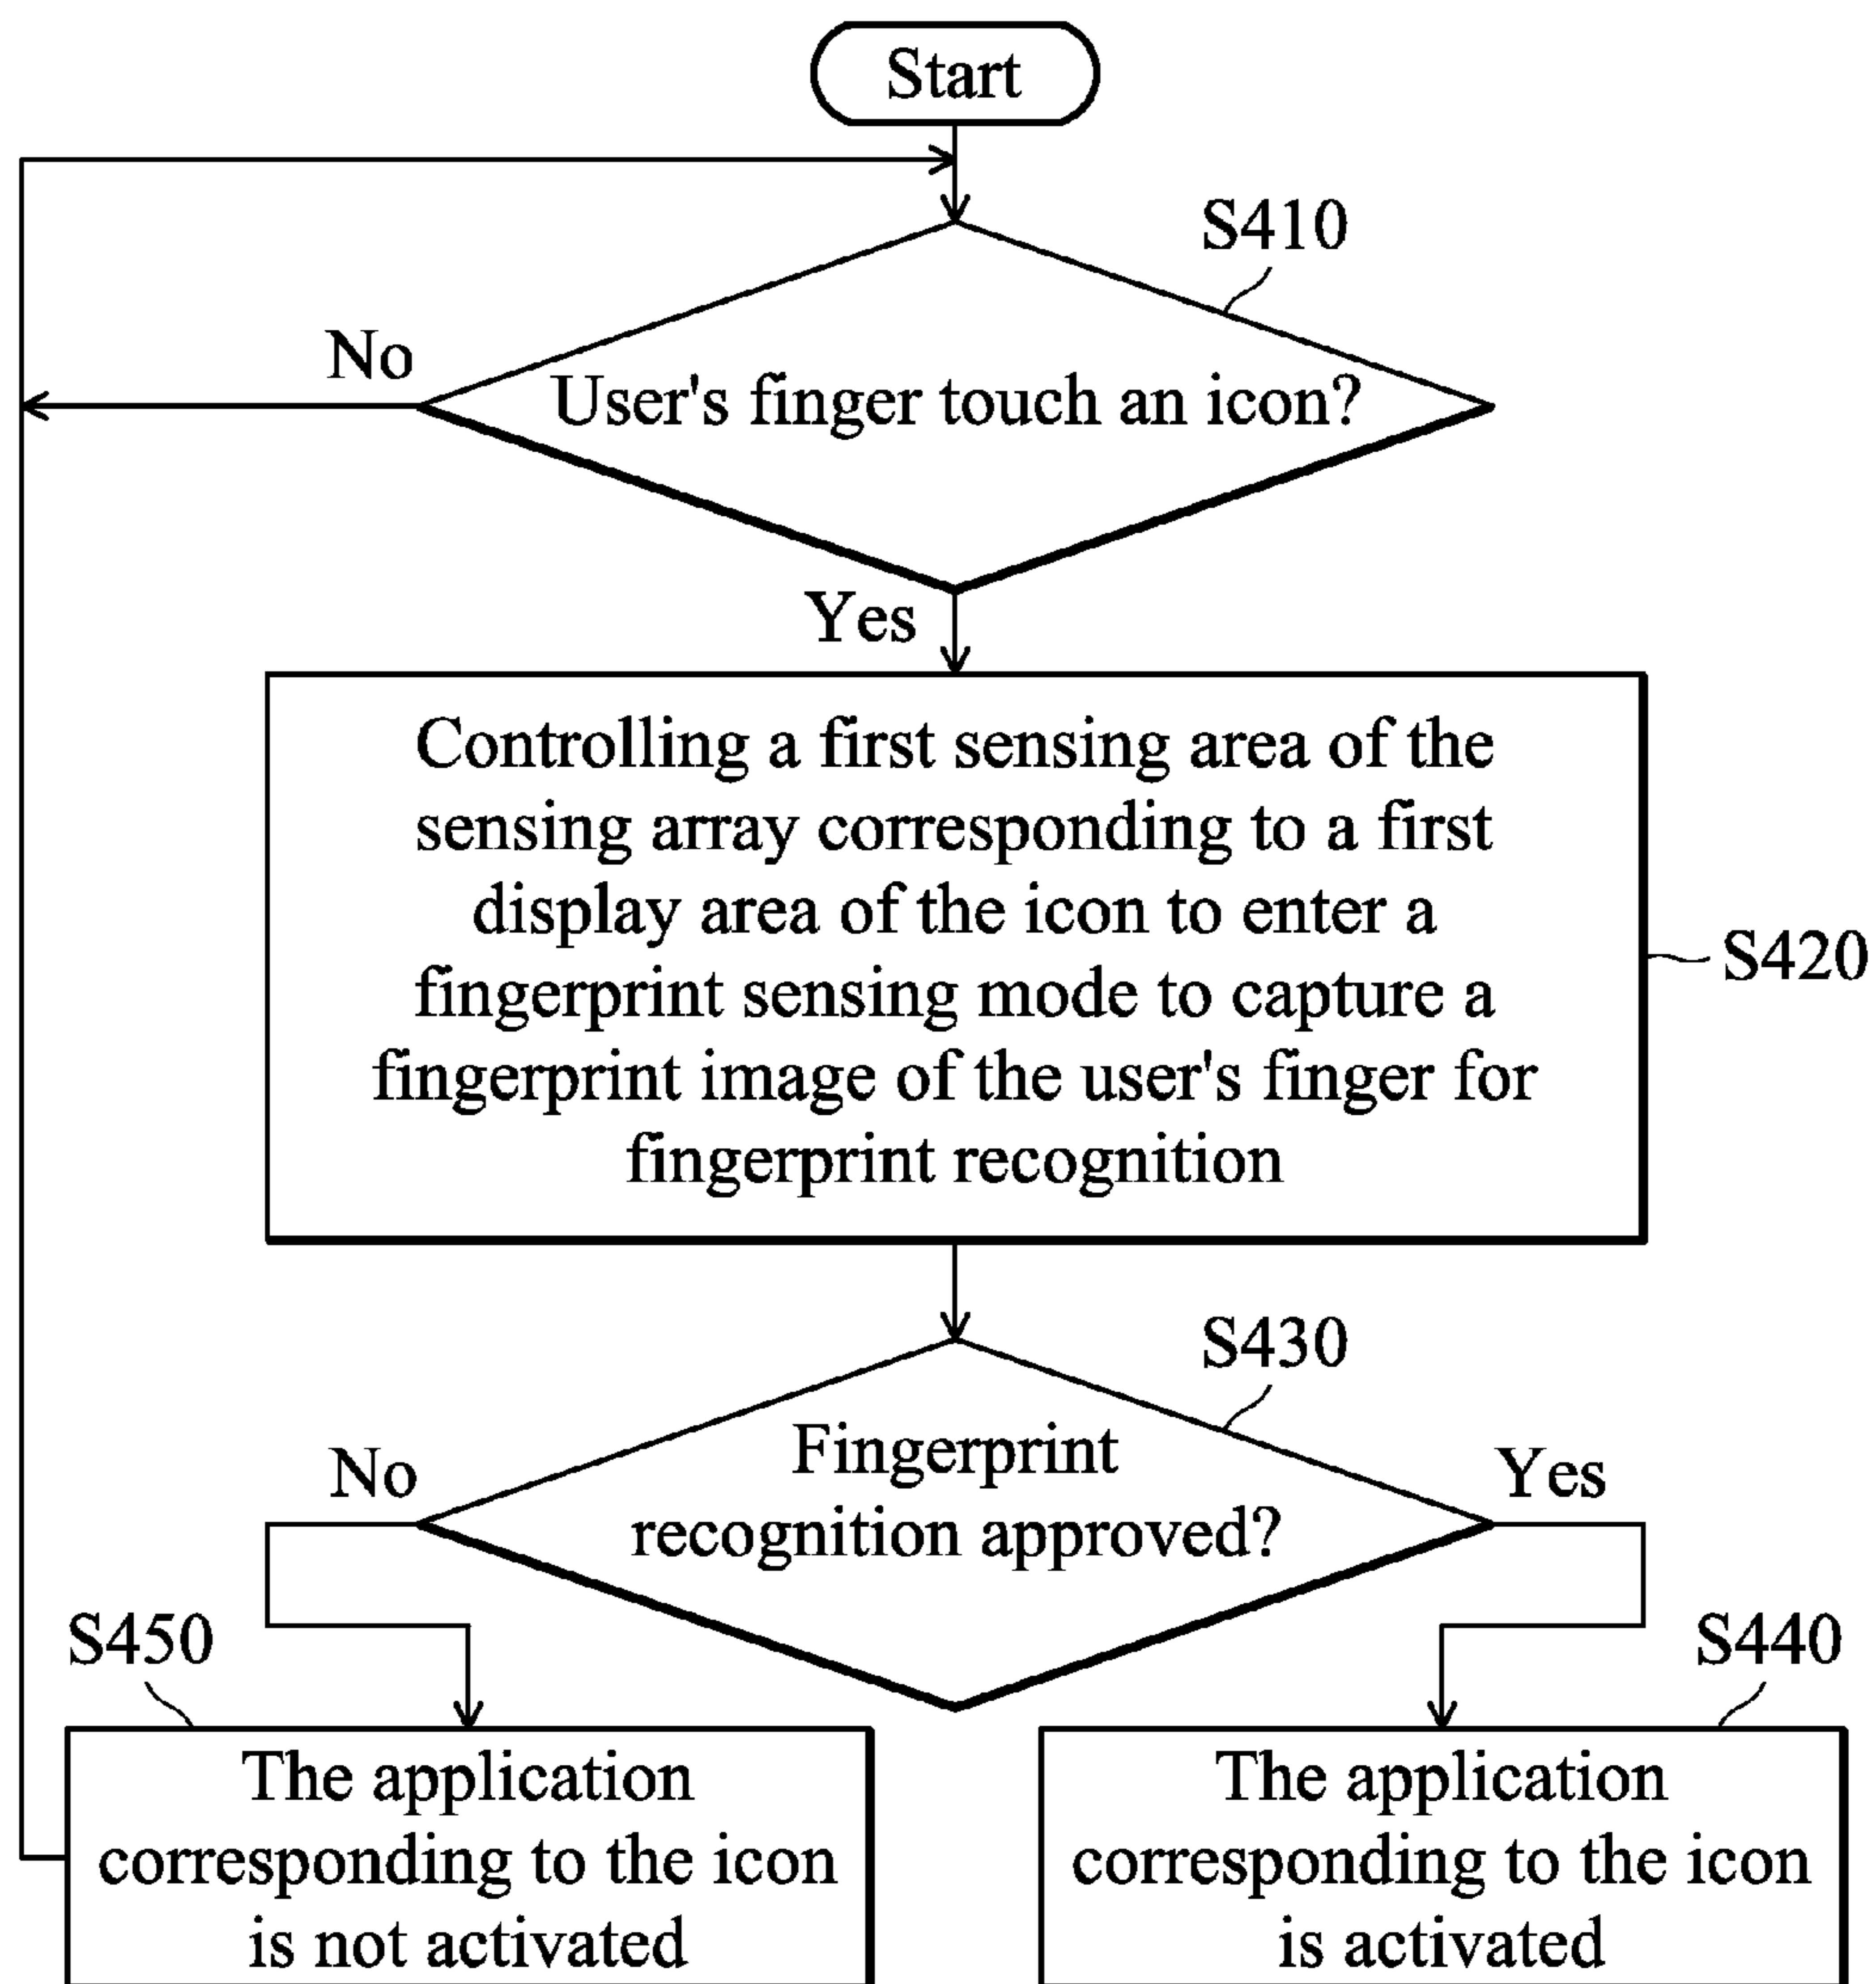 Start
S410
No
User's finger touch an icon?
Yes
Controlling a first sensing area of the
sensing array corresponding to a first
display area of the icon to enter a
fingerprint sensing mode to capture a
fingerprint image of the user's finger for
fingerprint recognition
S420
S430
No
Fingerprint
recognition approved?
Yes
S450
S440
The application
corresponding to the icon
is not activated
The application
corresponding to the icon
is activated